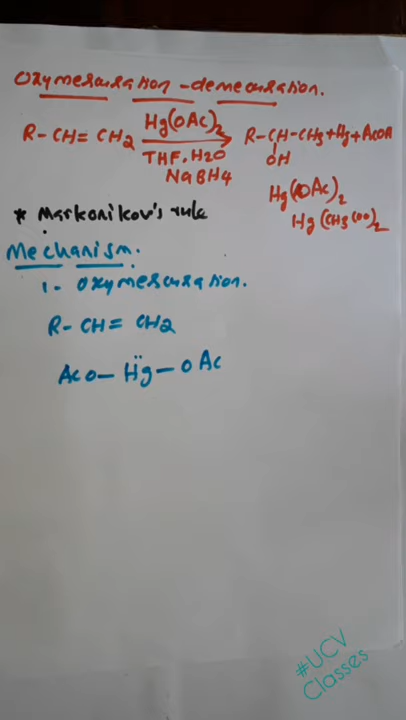 Oxymercuration-demercuration.
R-CH=CH2 Hg(OAc)2 THF.H2O NaBH4 R-CH-CH3+Hg+AcOH
OH
Hg(OAc)2
Hg(CH3COO)2
* Markonikov's rule
Mechanism.
1- Oxymercuration.
R-CH=CH2
AcO-Hg-OAc
#UCV
Classes